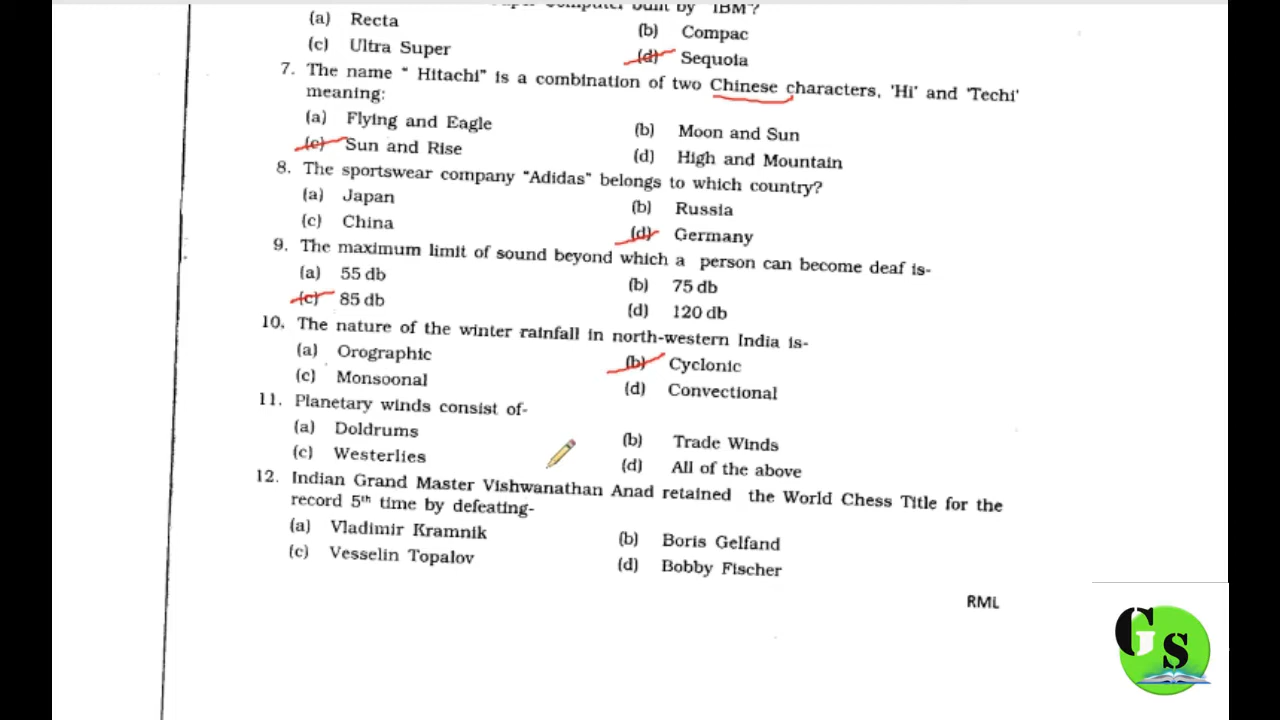 Super Computer built by "IBM"?
(a) Recta (b) Compac
(c) Ultra Super (d) Sequoia
7. The name " Hitachi" is a combination of two Chinese characters, 'Hi' and 'Techi'
meaning:
(a) Flying and Eagle (b) Moon and Sun
(c) Sun and Rise (d) High and Mountain
8. The sportswear company "Adidas" belongs to which country?
(a) Japan (b) Russia
(c) China (d) Germany
9. The maximum limit of sound beyond which a person can become deaf is-
(a) 55 db (b) 75 db
(c) 85 db (d) 120 db
10. The nature of the winter rainfall in north-western India is-
(a) Orographic (b) Cyclonic
(c) Monsoonal (d) Convectional
11. Planetary winds consist of-
(a) Doldrums (b) Trade Winds
(c) Westerlies (d) All of the above
12. Indian Grand Master Vishwanathan Anad retained the World Chess Title for the
record 5th time by defeating-
(a) Vladimir Kramnik (b) Boris Gelfand
(c) Vesselin Topalov (d) Bobby Fischer
RML
GS